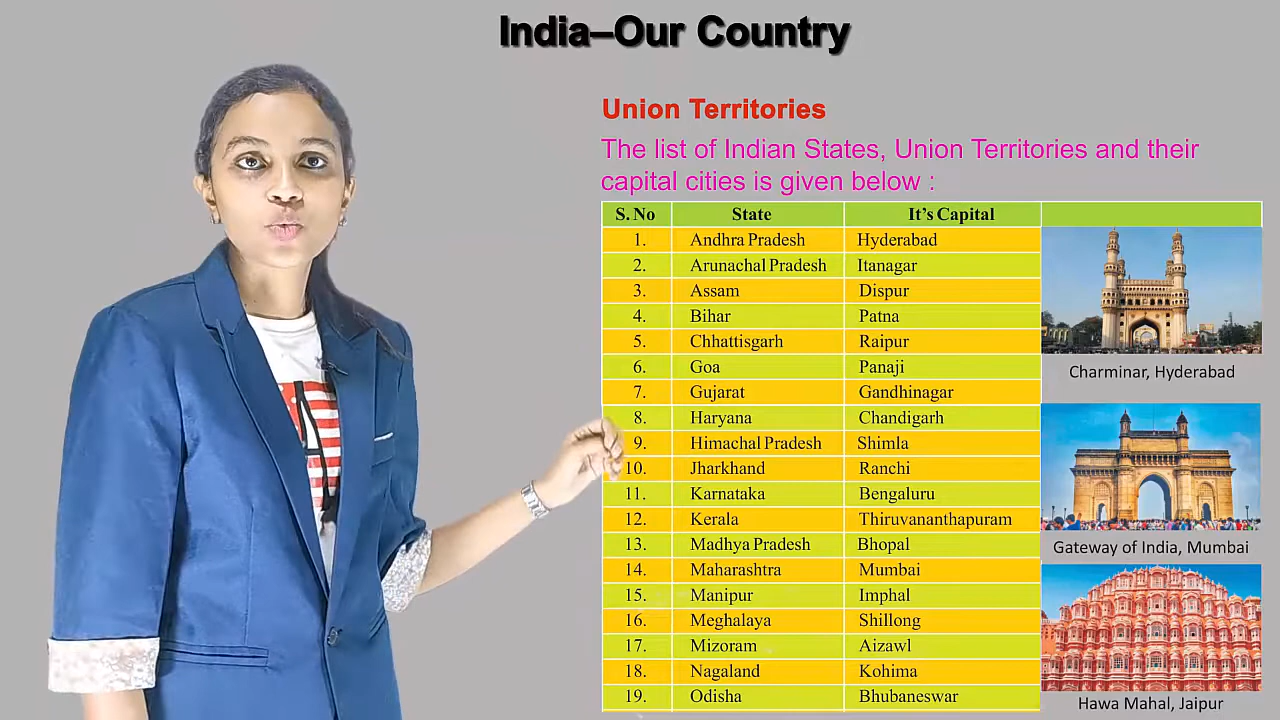 India–Our Country
Union Territories
The list of Indian States, Union Territories and their
capital cities is given below :
S. No State It's Capital
1. Andhra Pradesh Hyderabad
2. Arunachal Pradesh Itanagar
3. Assam Dispur
4. Bihar Patna
5. Chhattisgarh Raipur
6. Goa Panaji
7. Gujarat Gandhinagar
8. Haryana Chandigarh
9. Himachal Pradesh Shimla
10. Jharkhand Ranchi
11. Karnataka Bengaluru
12. Kerala Thiruvananthapuram
13. Madhya Pradesh Bhopal
14. Maharashtra Mumbai
15. Manipur Imphal
16. Meghalaya Shillong
17. Mizoram Aizawl
18. Nagaland Kohima
19. Odisha Bhubaneswar
Charminar, Hyderabad
Gateway of India, Mumbai
Hawa Mahal, Jaipur